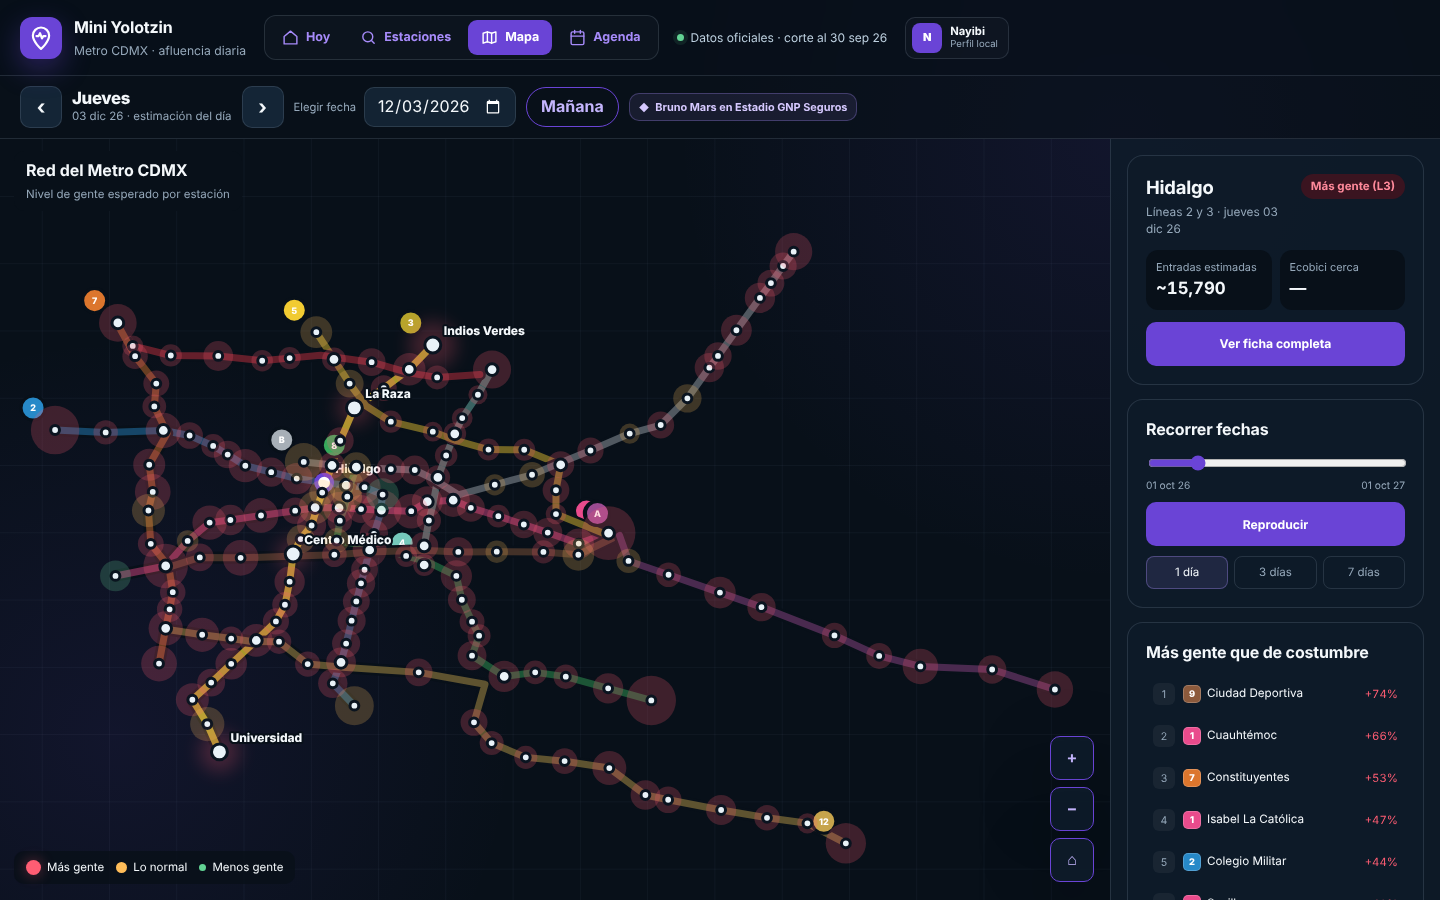 Mini Yolotzin
Metro CDMX · afluencia diaria
Hoy
Estaciones
Mapa
Agenda
Datos oficiales · corte al 30 sep 26
N
Nayibi
Perfil local
‹
Jueves
03 dic 26 · estimación del día
›
Elegir fecha
12/03/2026
Mañana
◆ Bruno Mars en Estadio GNP Seguros
Red del Metro CDMX
Nivel de gente esperado por estación
7
5
3
Indios Verdes
La Raza
2
B
8
Hidalgo
A
Centro Médico
4
Universidad
12
+
−
⌂
Más gente
Lo normal
Menos gente
Hidalgo
Más gente (L3)
Líneas 2 y 3 · jueves 03
dic 26
Entradas estimadas
~15,790
Ecobici cerca
—
Ver ficha completa
Recorrer fechas
01 oct 26
01 oct 27
Reproducir
1 día
3 días
7 días
Más gente que de costumbre
1 9 Ciudad Deportiva +74%
2 1 Cuauhtémoc +66%
3 7 Constituyentes +53%
4 1 Isabel La Católica +47%
5 2 Colegio Militar +44%